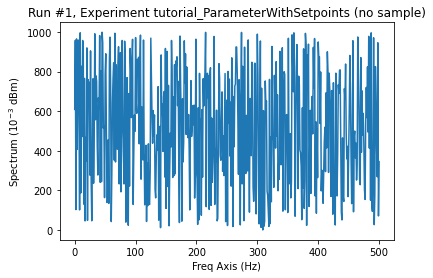 Run #1, Experiment tutorial_ParameterWithSetpoints (no sample)
1000
800
600
400
200
0
Spectrum (10⁻³ dBm)
0 100 200 300 400 500
Freq Axis (Hz)